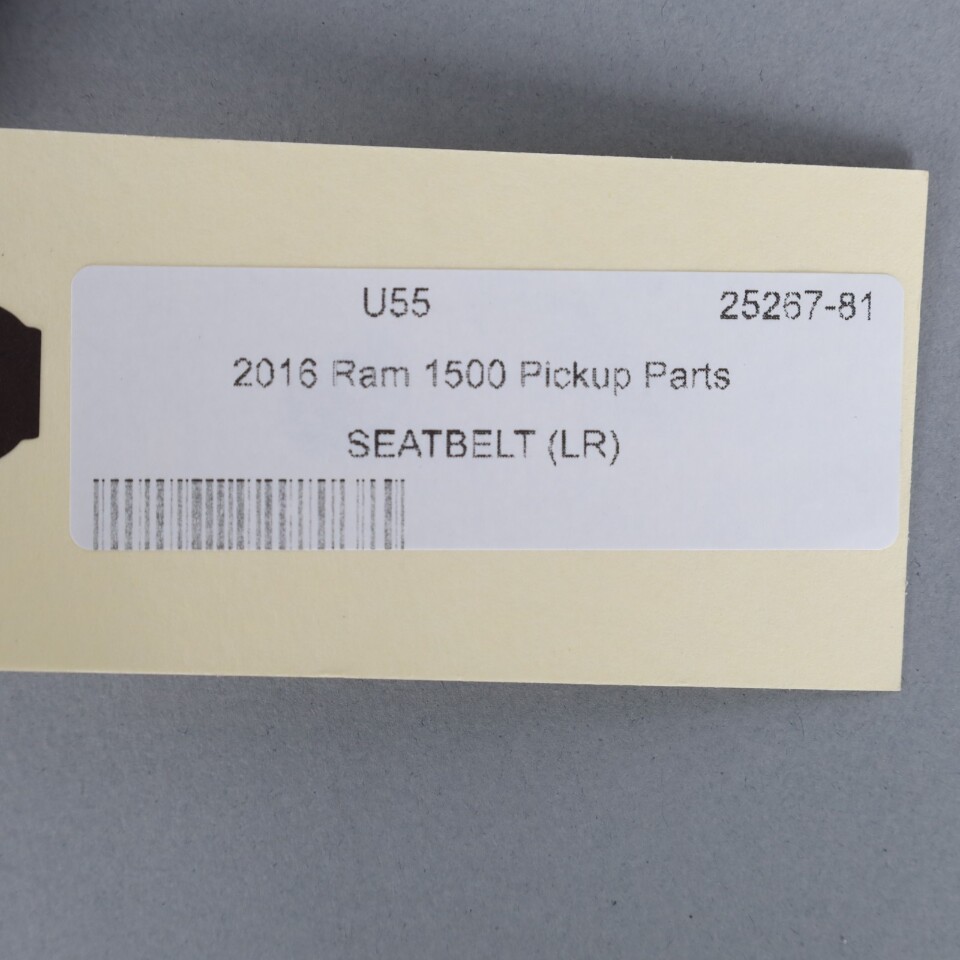 U55 25267-81
2016 Ram 1500 Pickup Parts
SEATBELT (LR)